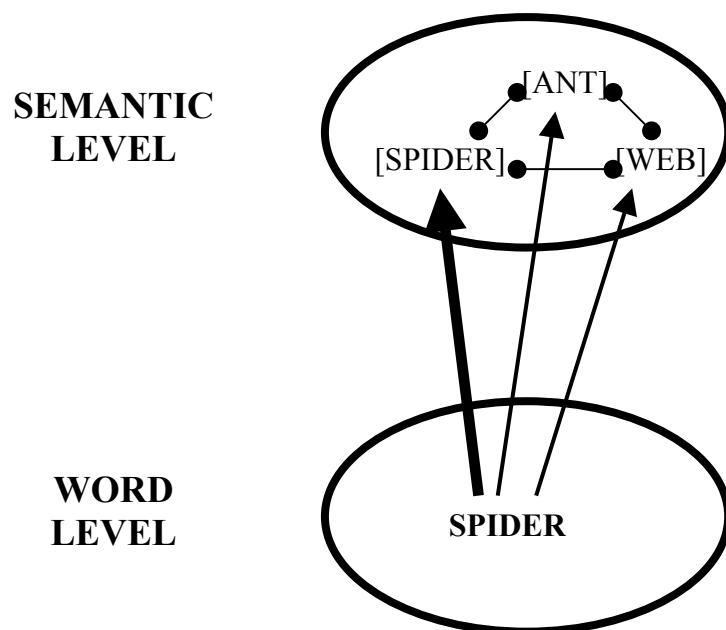 SEMANTIC
LEVEL
[ANT]
[SPIDER]
[WEB]
WORD
LEVEL
SPIDER